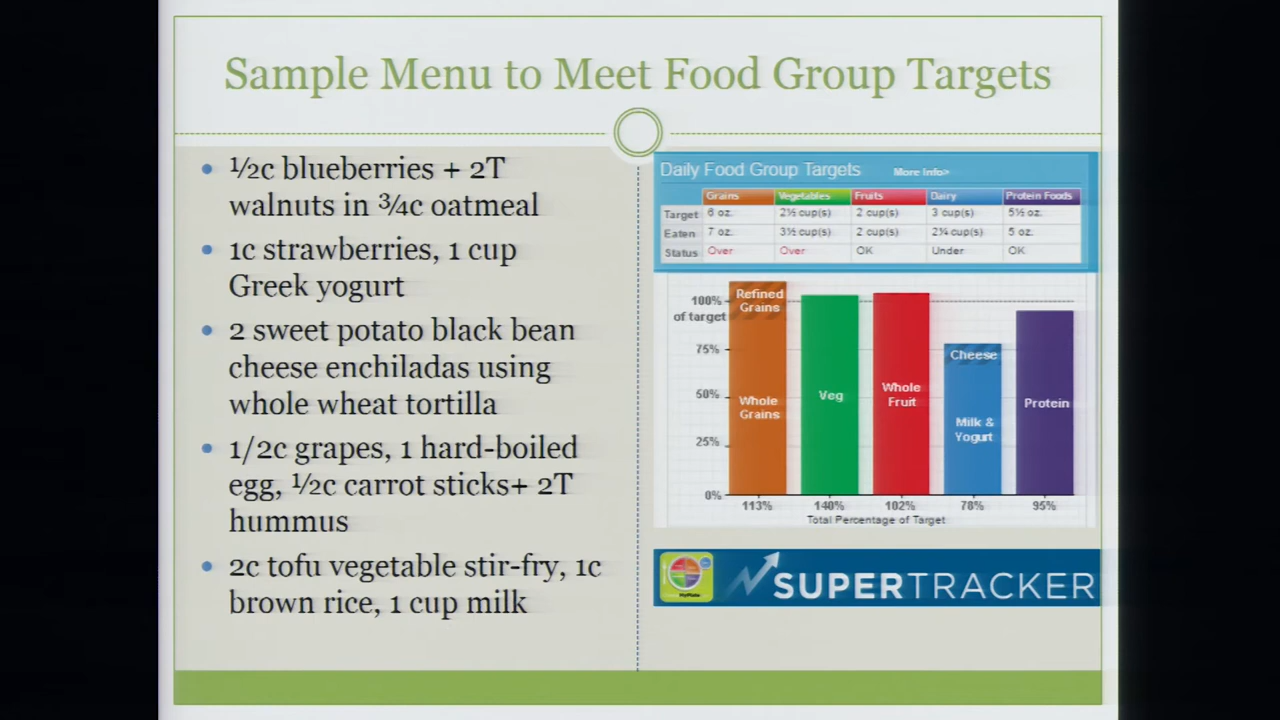 Sample Menu to Meet Food Group Targets
• ½c blueberries + 2T
walnuts in ¾c oatmeal
• 1c strawberries, 1 cup
Greek yogurt
• 2 sweet potato black bean
cheese enchiladas using
whole wheat tortilla
• 1/2c grapes, 1 hard-boiled
egg, ½c carrot sticks+ 2T
hummus
• 2c tofu vegetable stir-fry, 1c
brown rice, 1 cup milk
Daily Food Group Targets More Info>
Grains Vegetables Fruits Dairy Protein Foods
Target: 6 oz. 2½ cup(s) 2 cup(s) 3 cup(s) 5½ oz.
Eaten: 7 oz. 3½ cup(s) 2 cup(s) 2¼ cup(s) 5 oz.
Status: Over Over OK Under OK
100%
of target
75%
50%
25%
0%
Refined
Grains
Whole
Grains
Veg
Whole
Fruit
Cheese
Milk &
Yogurt
Protein
113% 140% 102% 78% 95%
Total Percentage of Target
SUPERTRACKER